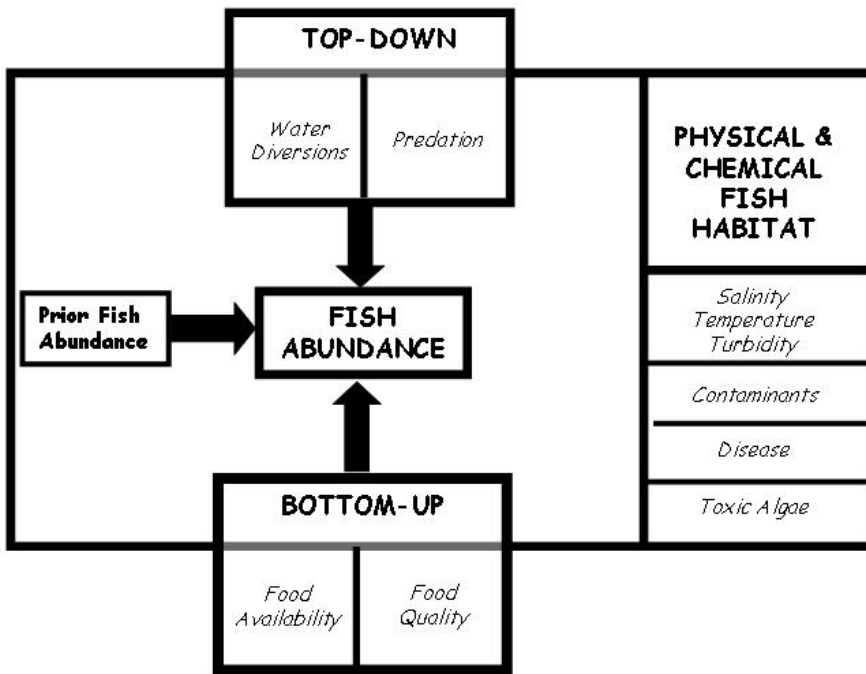 TOP-DOWN
Water
Diversions
Predation
Prior Fish
Abundance
FISH
ABUNDANCE
BOTTOM-UP
Food
Availability
Food
Quality
PHYSICAL &
CHEMICAL
FISH
HABITAT
Salinity
Temperature
Turbidity
Contaminants
Disease
Toxic Algae